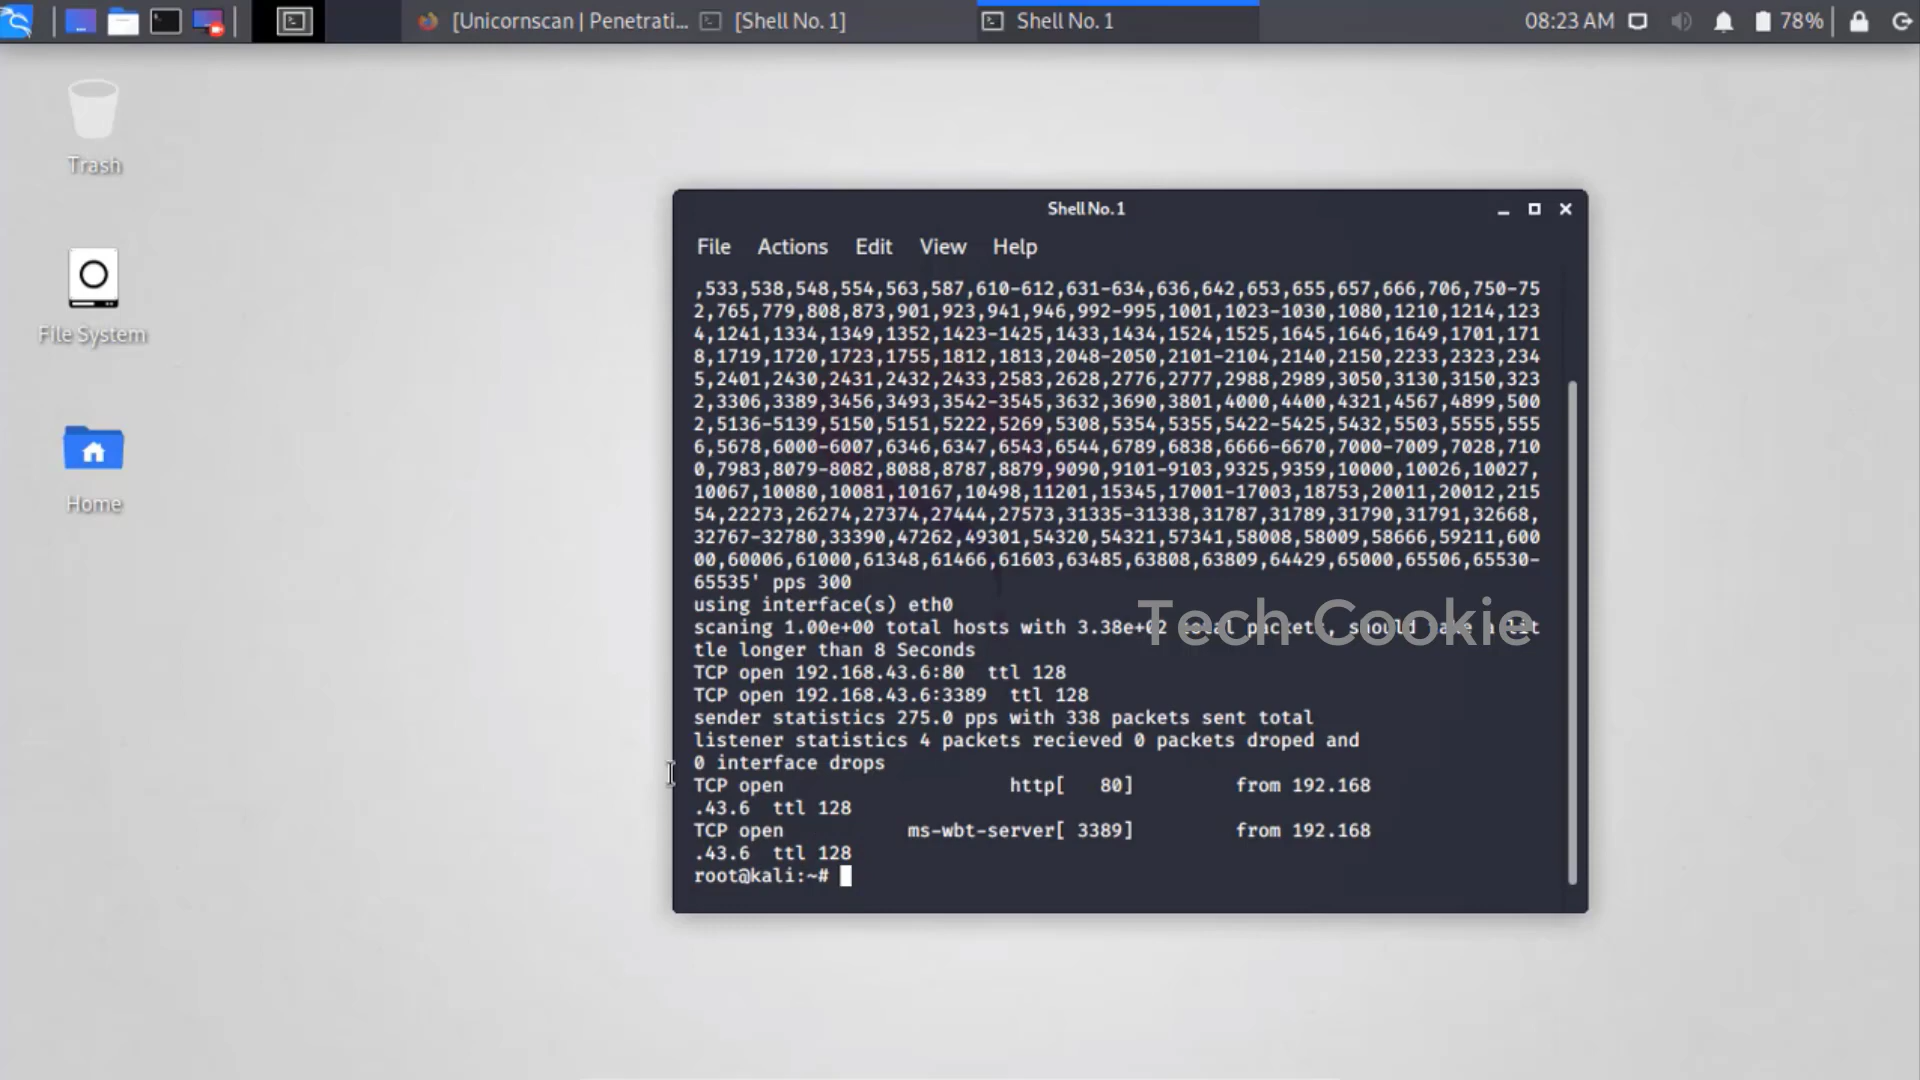 [Unicornscan | Penetrati... [Shell No. 1] Shell No. 1 08:23 AM 78%
Trash
File System
Home
Shell No. 1
File Actions Edit View Help
,533,538,548,554,563,587,610-612,631-634,636,642,653,655,657,666,706,750-75
2,765,779,808,873,901,923,941,946,992-995,1001,1023-1030,1080,1210,1214,123
4,1241,1334,1349,1352,1423-1425,1433,1434,1524,1525,1645,1646,1649,1701,171
8,1719,1720,1723,1755,1812,1813,2048-2050,2101-2104,2140,2150,2233,2323,234
5,2401,2430,2431,2432,2433,2583,2628,2776,2777,2988,2989,3050,3130,3150,323
2,3306,3389,3456,3493,3542-3545,3632,3690,3801,4000,4400,4321,4567,4899,500
2,5136-5139,5150,5151,5222,5269,5308,5354,5355,5422-5425,5432,5503,5555,555
6,5678,6000-6007,6346,6347,6543,6544,6789,6838,6666-6670,7000-7009,7028,710
0,7983,8079-8082,8088,8787,8879,9090,9101-9103,9325,9359,10000,10026,10027,
10067,10080,10081,10167,10498,11201,15345,17001-17003,18753,20011,20012,215
54,22273,26274,27374,27444,27573,31335-31338,31787,31789,31790,31791,32668,
32767-32780,33390,47262,49301,54320,54321,57341,58008,58009,58666,59211,600
00,60006,61000,61348,61466,61603,63485,63808,63809,64429,65000,65506,65530-
65535' pps 300
using interface(s) eth0
scaning 1.00e+00 total hosts with 3.38e+02 total packets, should take a lit
tle longer than 8 Seconds
TCP open 192.168.43.6:80 ttl 128
TCP open 192.168.43.6:3389 ttl 128
sender statistics 275.0 pps with 338 packets sent total
listener statistics 4 packets recieved 0 packets droped and
0 interface drops
TCP open http[ 80] from 192.168
.43.6 ttl 128
TCP open ms-wbt-server[ 3389] from 192.168
.43.6 ttl 128
root@kali:~#
Tech Cookie